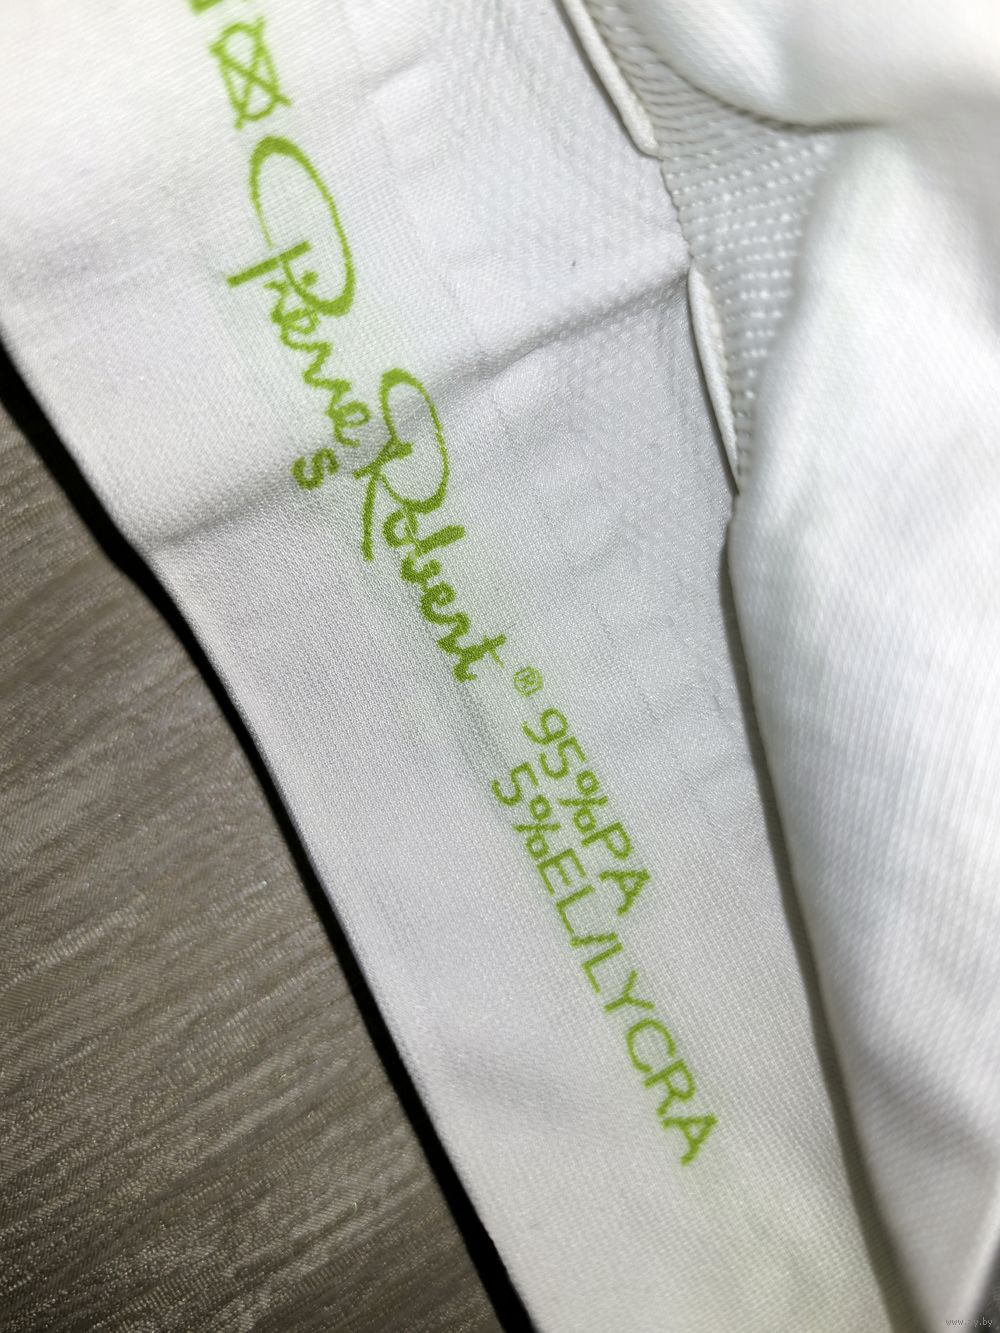 Pierre Robert ®
S
95%PA
5%EL/LYCRA